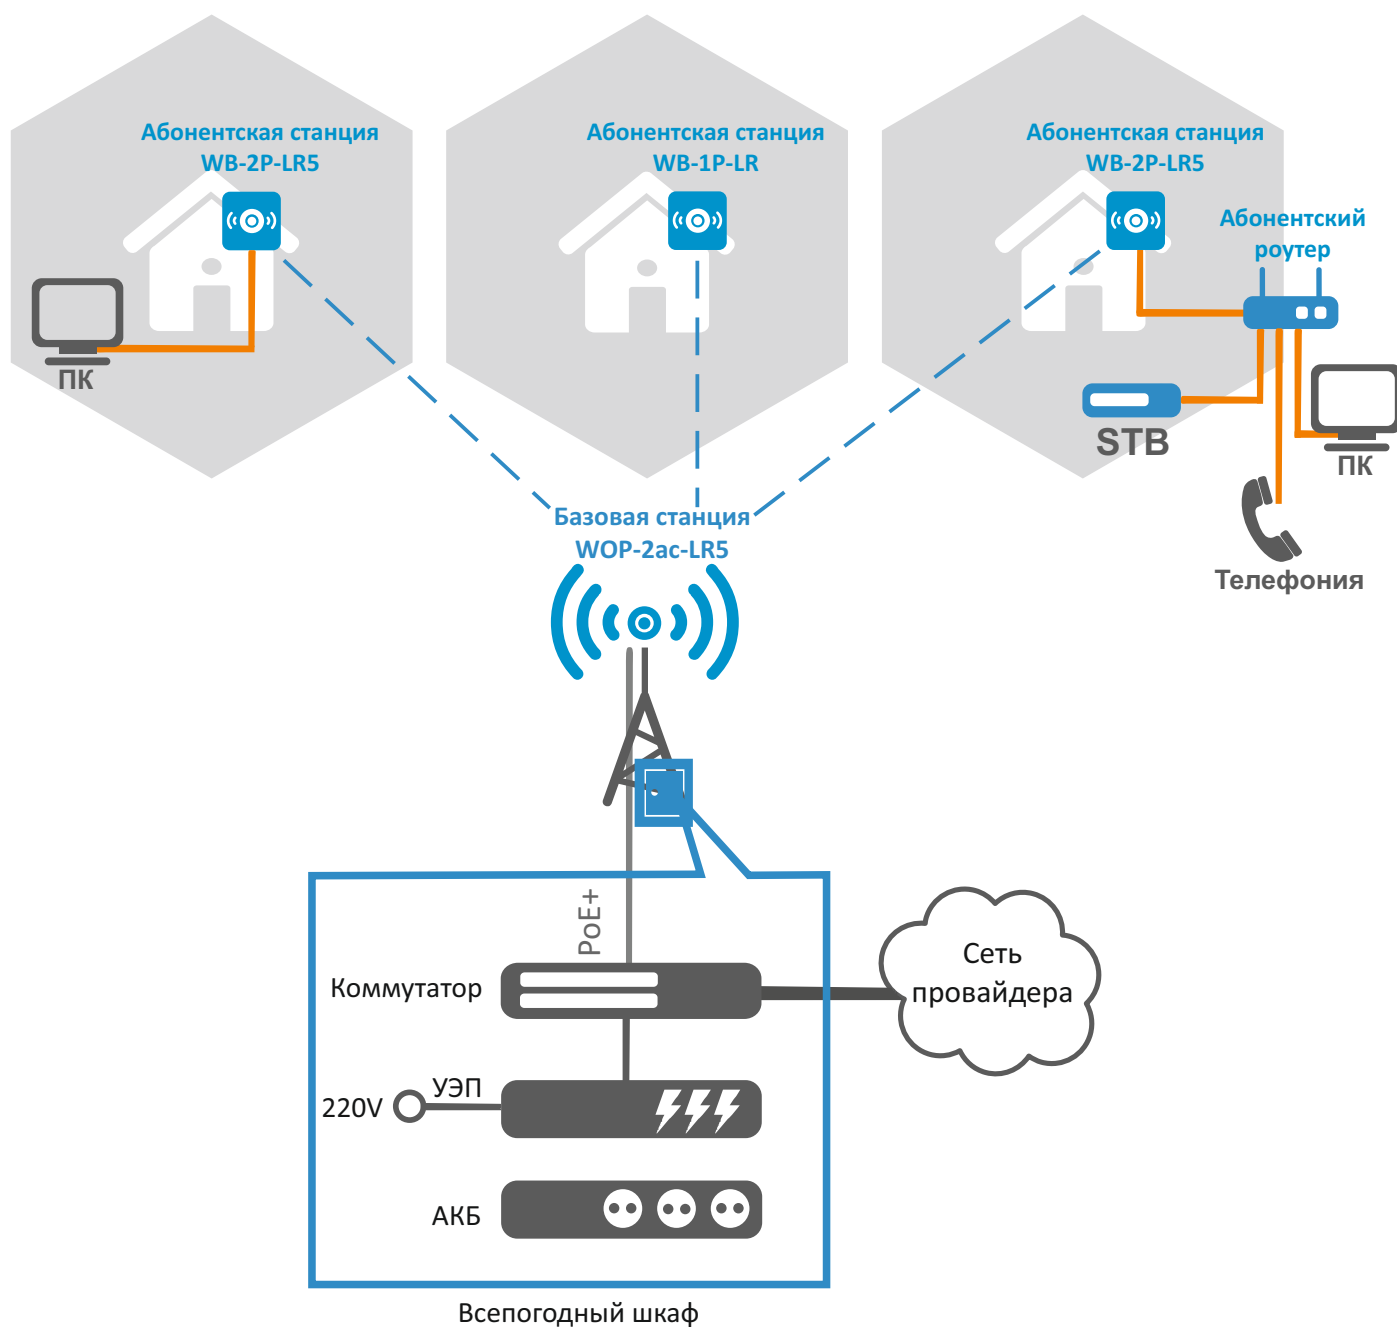 Абонентская станция
WB-2P-LR5
Абонентская станция
WB-1P-LR
Абонентская станция
WB-2P-LR5
Абонентский
роутер
ПК
STB
ПК
Телефония
Базовая станция
WOP-2ac-LR5
PoE+
Коммутатор
Сеть
провайдера
УЭП
220V
АКБ
Всепогодный шкаф